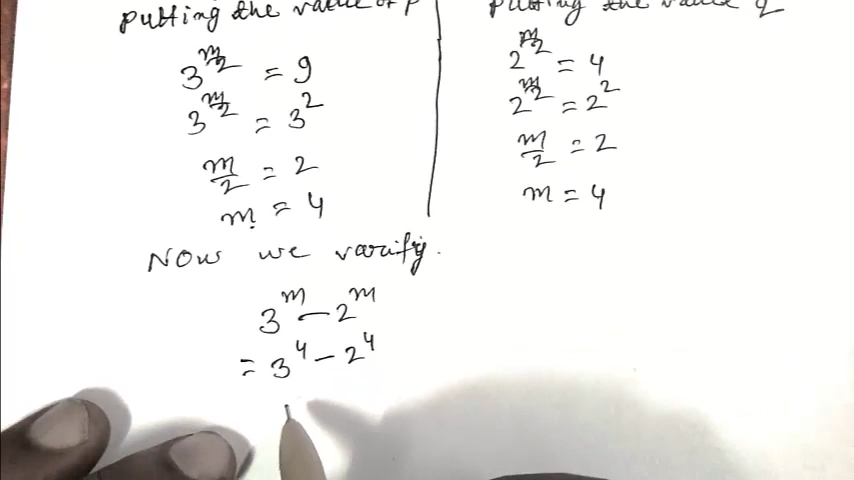 putting the value of p
3^{m/2} = 9
3^{m/2} = 3^2
m/2 = 2
m = 4
putting the value q
2^{m/2} = 4
2^{m/2} = 2^2
m/2 = 2
m = 4
Now we varify.
3^m - 2^m
= 3^4 - 2^4